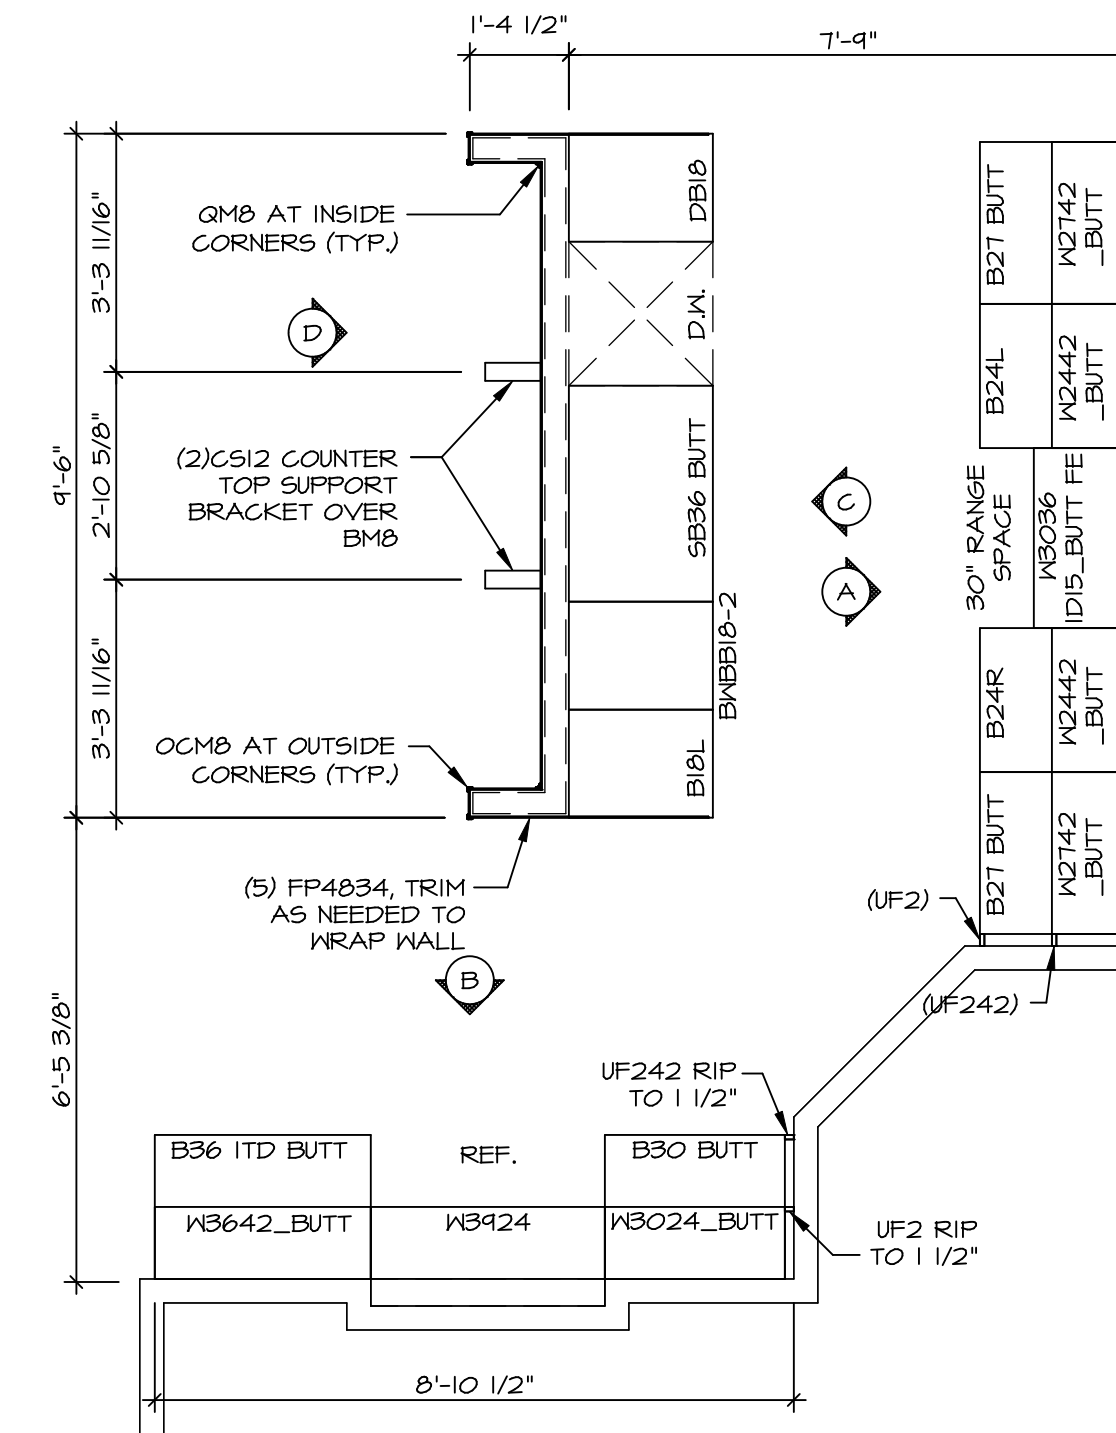 1'-4 1/2"
7'-9"
3'-3 11/16"
QM8 AT INSIDE
CORNERS (TYP.)
DB18
B27 BUTT
W2742
_BUTT
D
D.W.
B24L
W2442
_BUTT
9'-6"
2'-10 5/8"
(2)CS12 COUNTER
TOP SUPPORT
BRACKET OVER
BM8
SB36 BUTT
C
A
30" RANGE
SPACE
W3036
1D15_BUTT FE
BWBB18-2
3'-3 11/16"
OCM8 AT OUTSIDE
CORNERS (TYP.)
B18L
B24R
W2442
_BUTT
B27 BUTT
W2742
_BUTT
(5) FP4834, TRIM
AS NEEDED TO
WRAP WALL
(UF2)
B
(UF242)
6'-5 3/8"
UF242 RIP
TO 1 1/2"
B36 1TD BUTT
REF.
B30 BUTT
W3642_BUTT
W3924
W3024_BUTT
UF2 RIP
TO 1 1/2"
8'-10 1/2"